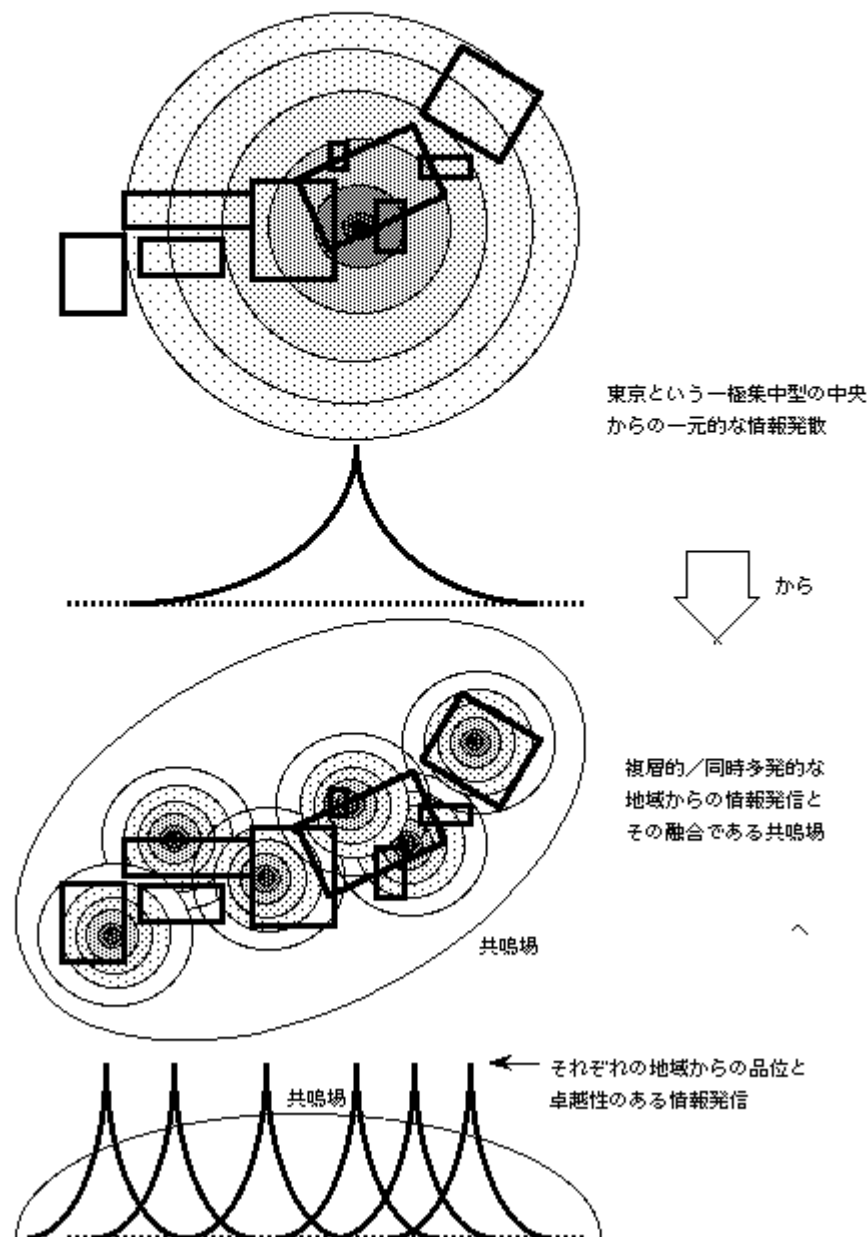 東京という一極集中型の中央
からの一元的な情報発散
から
複層的／同時多発的な
地域からの情報発信と
その融合である共鳴場
共鳴場
それぞれの地域からの品位と
卓越性のある情報発信
共鳴場